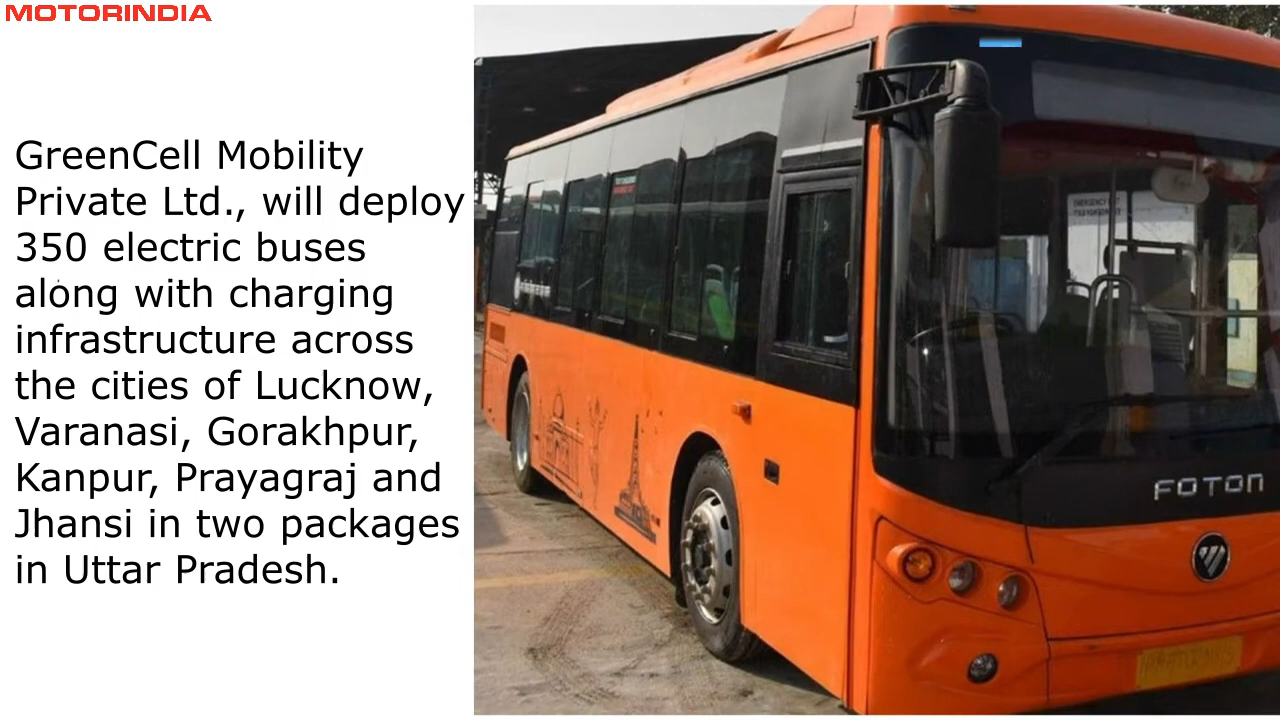 MOTORINDIA
GreenCell Mobility
Private Ltd., will deploy
350 electric buses
along with charging
infrastructure across
the cities of Lucknow,
Varanasi, Gorakhpur,
Kanpur, Prayagraj and
Jhansi in two packages
in Uttar Pradesh.
FOTON